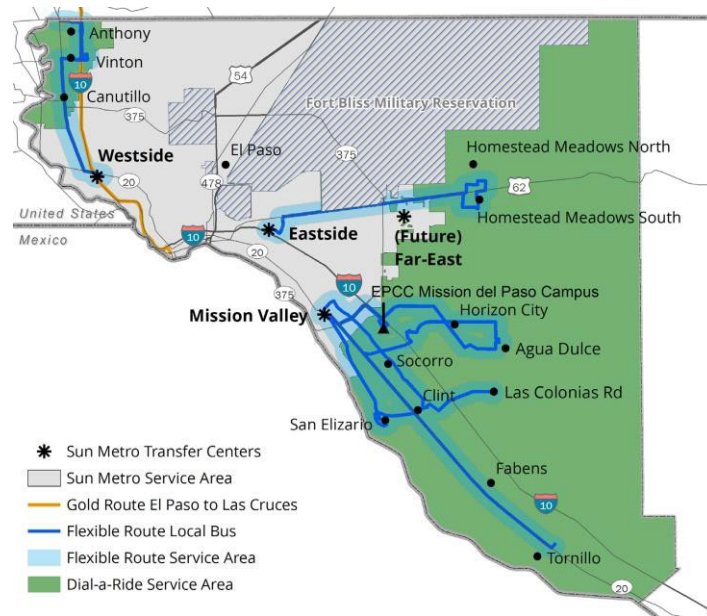 Anthony
Vinton
10
Canutillo
375
54
Fort Bliss Military Reservation
Westside
20
El Paso
478
375
Homestead Meadows North
62
Homestead Meadows South
United States
Mexico
10
Eastside
20
(Future)
Far-East
375
10
Mission Valley
EPCC Mission del Paso Campus
Horizon City
Agua Dulce
Socorro
Clint
Las Colonias Rd
San Elizario
Fabens
10
Tornillo
20
Sun Metro Transfer Centers
Sun Metro Service Area
Gold Route El Paso to Las Cruces
Flexible Route Local Bus
Flexible Route Service Area
Dial-a-Ride Service Area